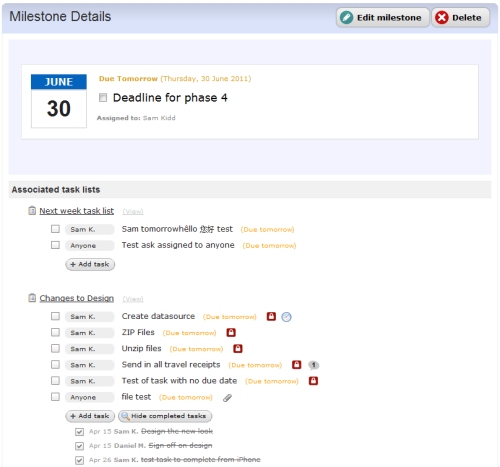 Milestone Details
Edit milestone
Delete
JUNE
30
Due Tomorrow (Thursday, 30 June 2011)
Deadline for phase 4
Assigned to: Sam Kidd
Associated task lists
Next week task list (View)
Sam K. Sam tomorrowhêllo 您好 test (Due tomorrow)
Anyone Test ask assigned to anyone (Due tomorrow)
+ Add task
Changes to Design (View)
Sam K. Create datasource (Due tomorrow)
Sam K. ZIP Files (Due tomorrow)
Sam K. Unzip files (Due tomorrow)
Sam K. Send in all travel receipts (Due tomorrow) 1
Sam K. Test of task with no due date (Due tomorrow)
Anyone file test (Due tomorrow)
+ Add task Hide completed tasks
Apr 15 Sam K. Design the new look
Apr 15 Daniel M. Sign off on design
Apr 26 Sam K. test task to complete from iPhone